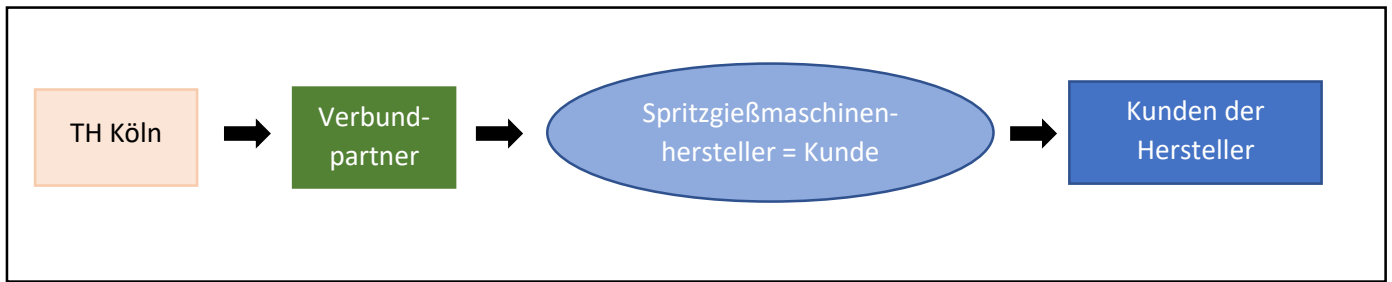 TH Köln
Verbund-
partner
Spritzgießmaschinen-
hersteller = Kunde
Kunden der
Hersteller